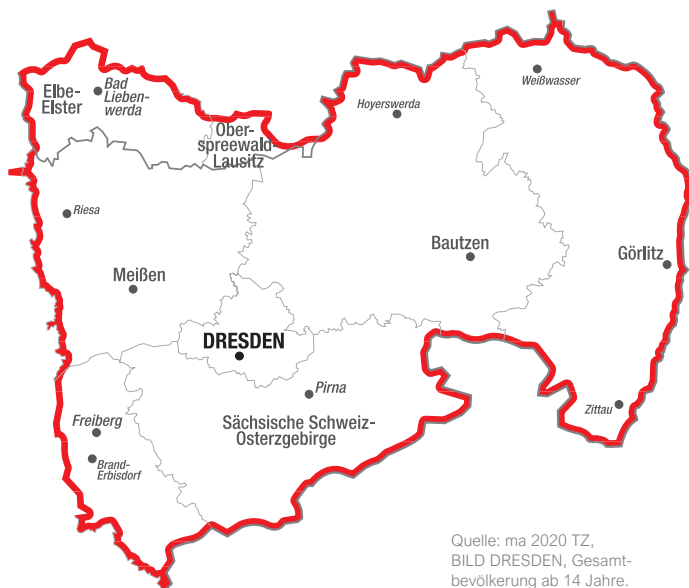 Elbe-
Elster
Bad
Lieben-
werda
Ober-
spreewald-
Lausitz
Hoyerswerda
Weißwasser
Riesa
Meißen
Bautzen
Görlitz
DRESDEN
Pirna
Sächsische Schweiz-
Osterzgebirge
Zittau
Freiberg
Brand-
Erbisdorf
Quelle: ma 2020 TZ,
BILD DRESDEN, Gesamt-
bevölkerung ab 14 Jahre.